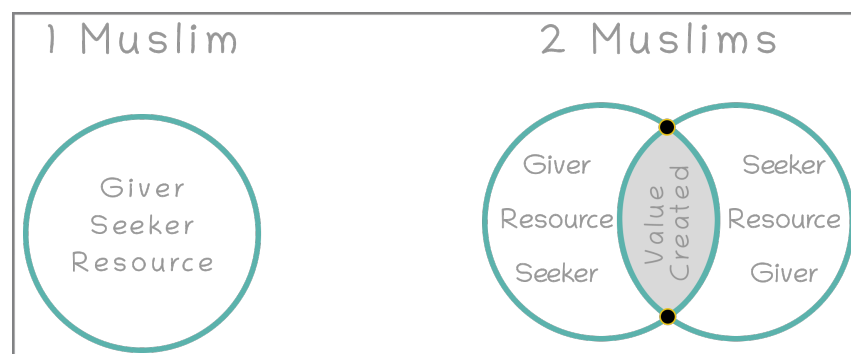 1 Muslim
Giver
Seeker
Resource
2 Muslims
Giver
Resource
Seeker
Value
Created
Seeker
Resource
Giver